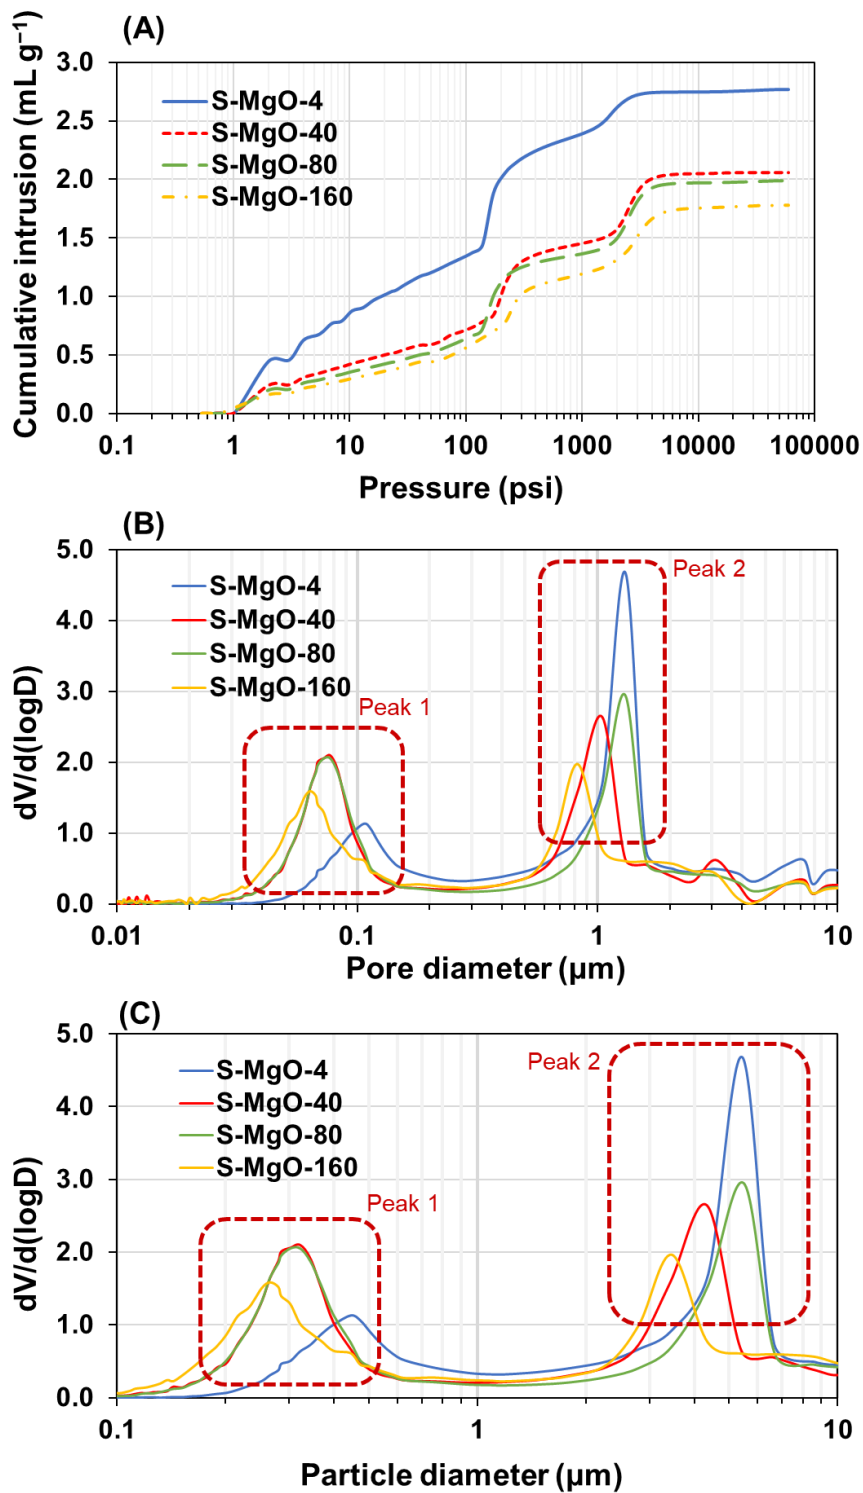 (A)
Cumulative intrusion (mL g⁻¹)
3.0
2.5
2.0
1.5
1.0
0.5
0.0
S-MgO-4
S-MgO-40
S-MgO-80
S-MgO-160
0.1 1 10 100 1000 10000 100000
Pressure (psi)
(B)
dV/d(logD)
5.0
4.0
3.0
2.0
1.0
0.0
S-MgO-4
S-MgO-40
S-MgO-80
S-MgO-160
Peak 1
Peak 2
0.01 0.1 1 10
Pore diameter (μm)
(C)
dV/d(logD)
5.0
4.0
3.0
2.0
1.0
0.0
S-MgO-4
S-MgO-40
S-MgO-80
S-MgO-160
Peak 1
Peak 2
0.1 1 10
Particle diameter (μm)